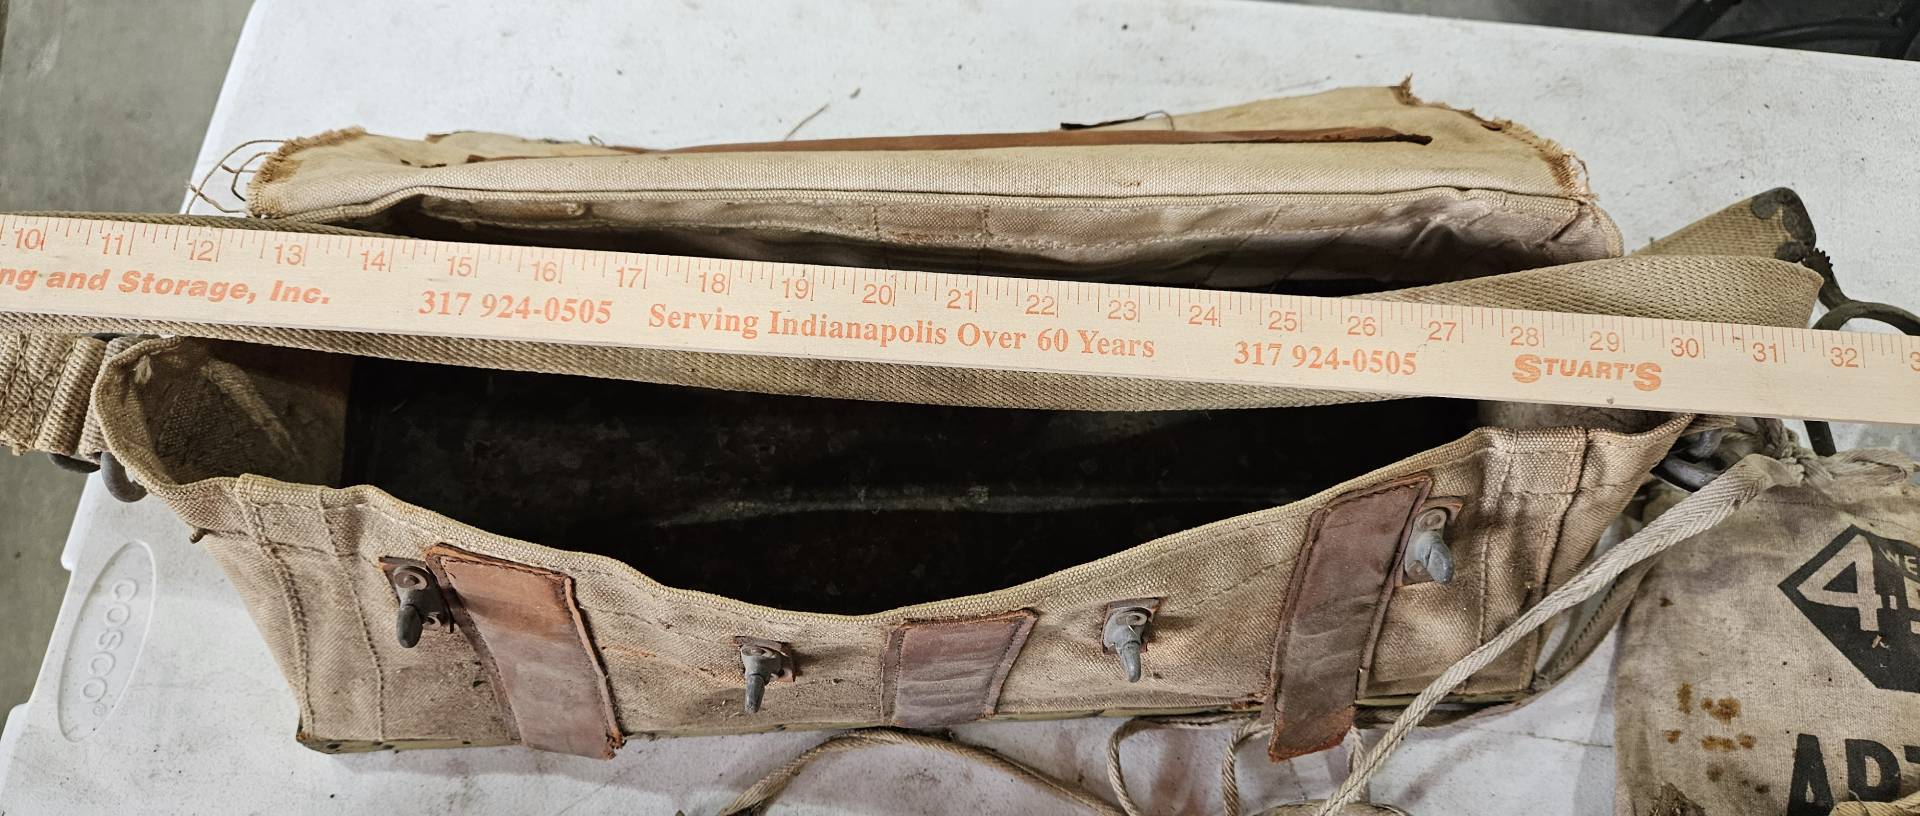 10 11 12 13 14 15 16 17 18 19 20 21 22 23 24 25 26 27 28 29 30 31 32
ng and Storage, Inc. 317 924-0505 Serving Indianapolis Over 60 Years 317 924-0505 STUART'S
COSCO
4
WE